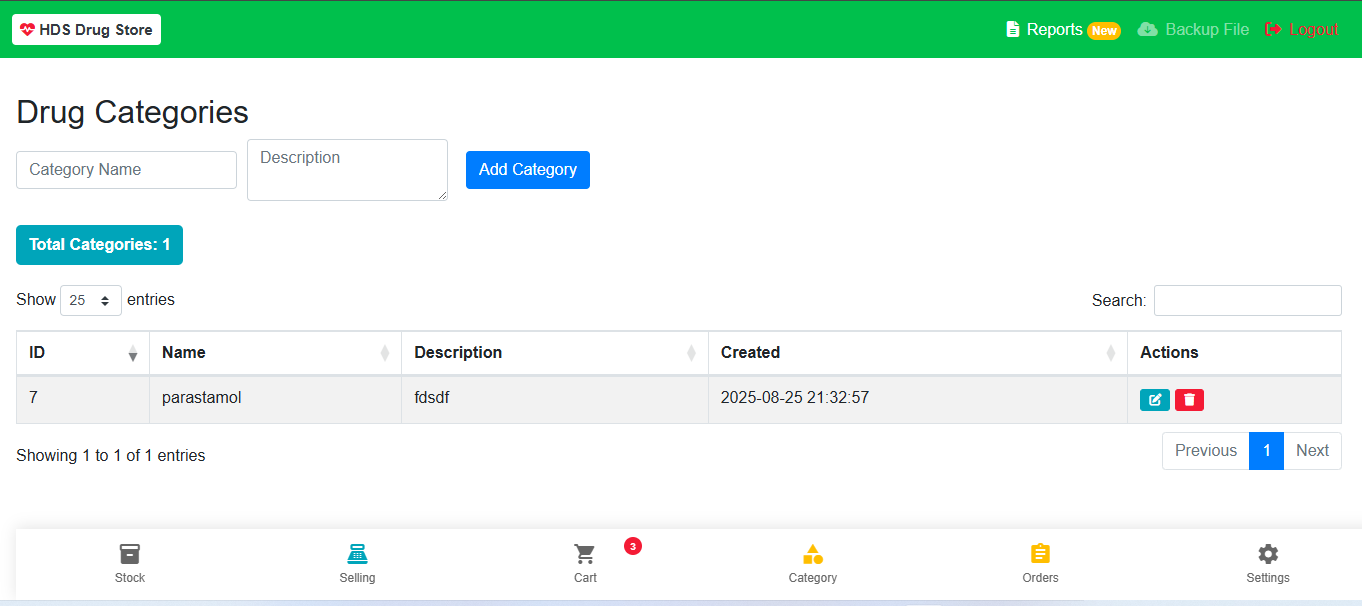 HDS Drug Store
Reports New Backup File Logout
Drug Categories
Category Name
Description
Add Category
Total Categories: 1
Show 25 entries
Search:
ID Name Description Created Actions
7 parastamol fdsdf 2025-08-25 21:32:57
Showing 1 to 1 of 1 entries
Previous 1 Next
3
Stock Selling Cart Category Orders Settings